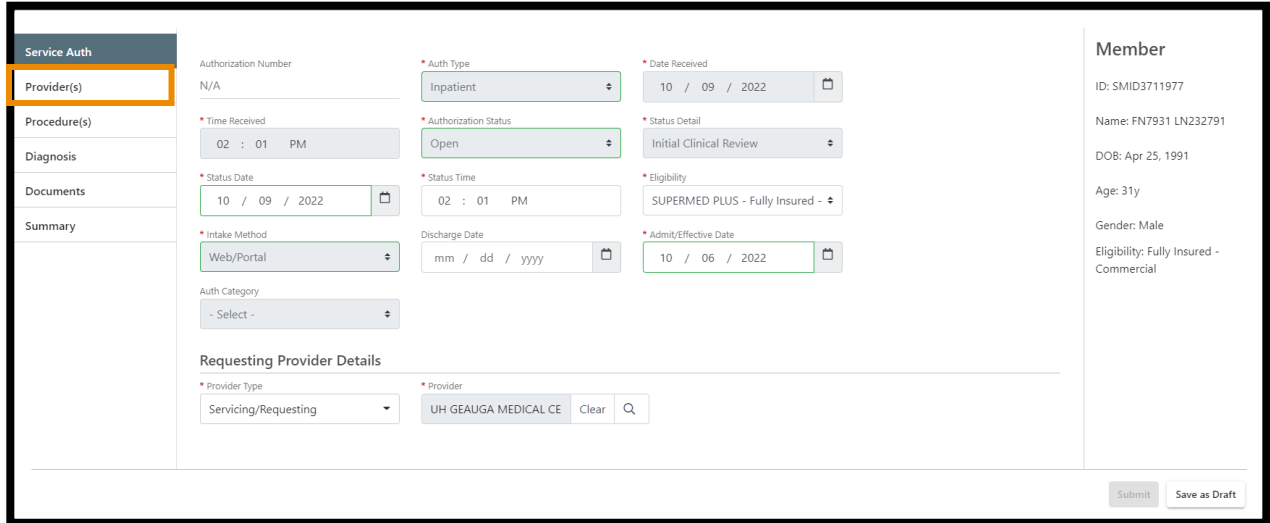 Service Auth
Provider(s)
Procedure(s)
Diagnosis
Documents
Summary
Authorization Number
N/A
* Auth Type
Inpatient
* Date Received
10 / 09 / 2022
* Time Received
02 : 01 PM
* Authorization Status
Open
* Status Detail
Initial Clinical Review
* Status Date
10 / 09 / 2022
* Status Time
02 : 01 PM
* Eligibility
SUPERMED PLUS - Fully Insured -
* Intake Method
Web/Portal
Discharge Date
mm / dd / yyyy
* Admit/Effective Date
10 / 06 / 2022
Auth Category
- Select -
Requesting Provider Details
* Provider Type
Servicing/Requesting
* Provider
UH GEAUGA MEDICAL CE Clear
Member
ID: SMID3711977
Name: FN7931 LN232791
DOB: Apr 25, 1991
Age: 31y
Gender: Male
Eligibility: Fully Insured -
Commercial
Submit Save as Draft